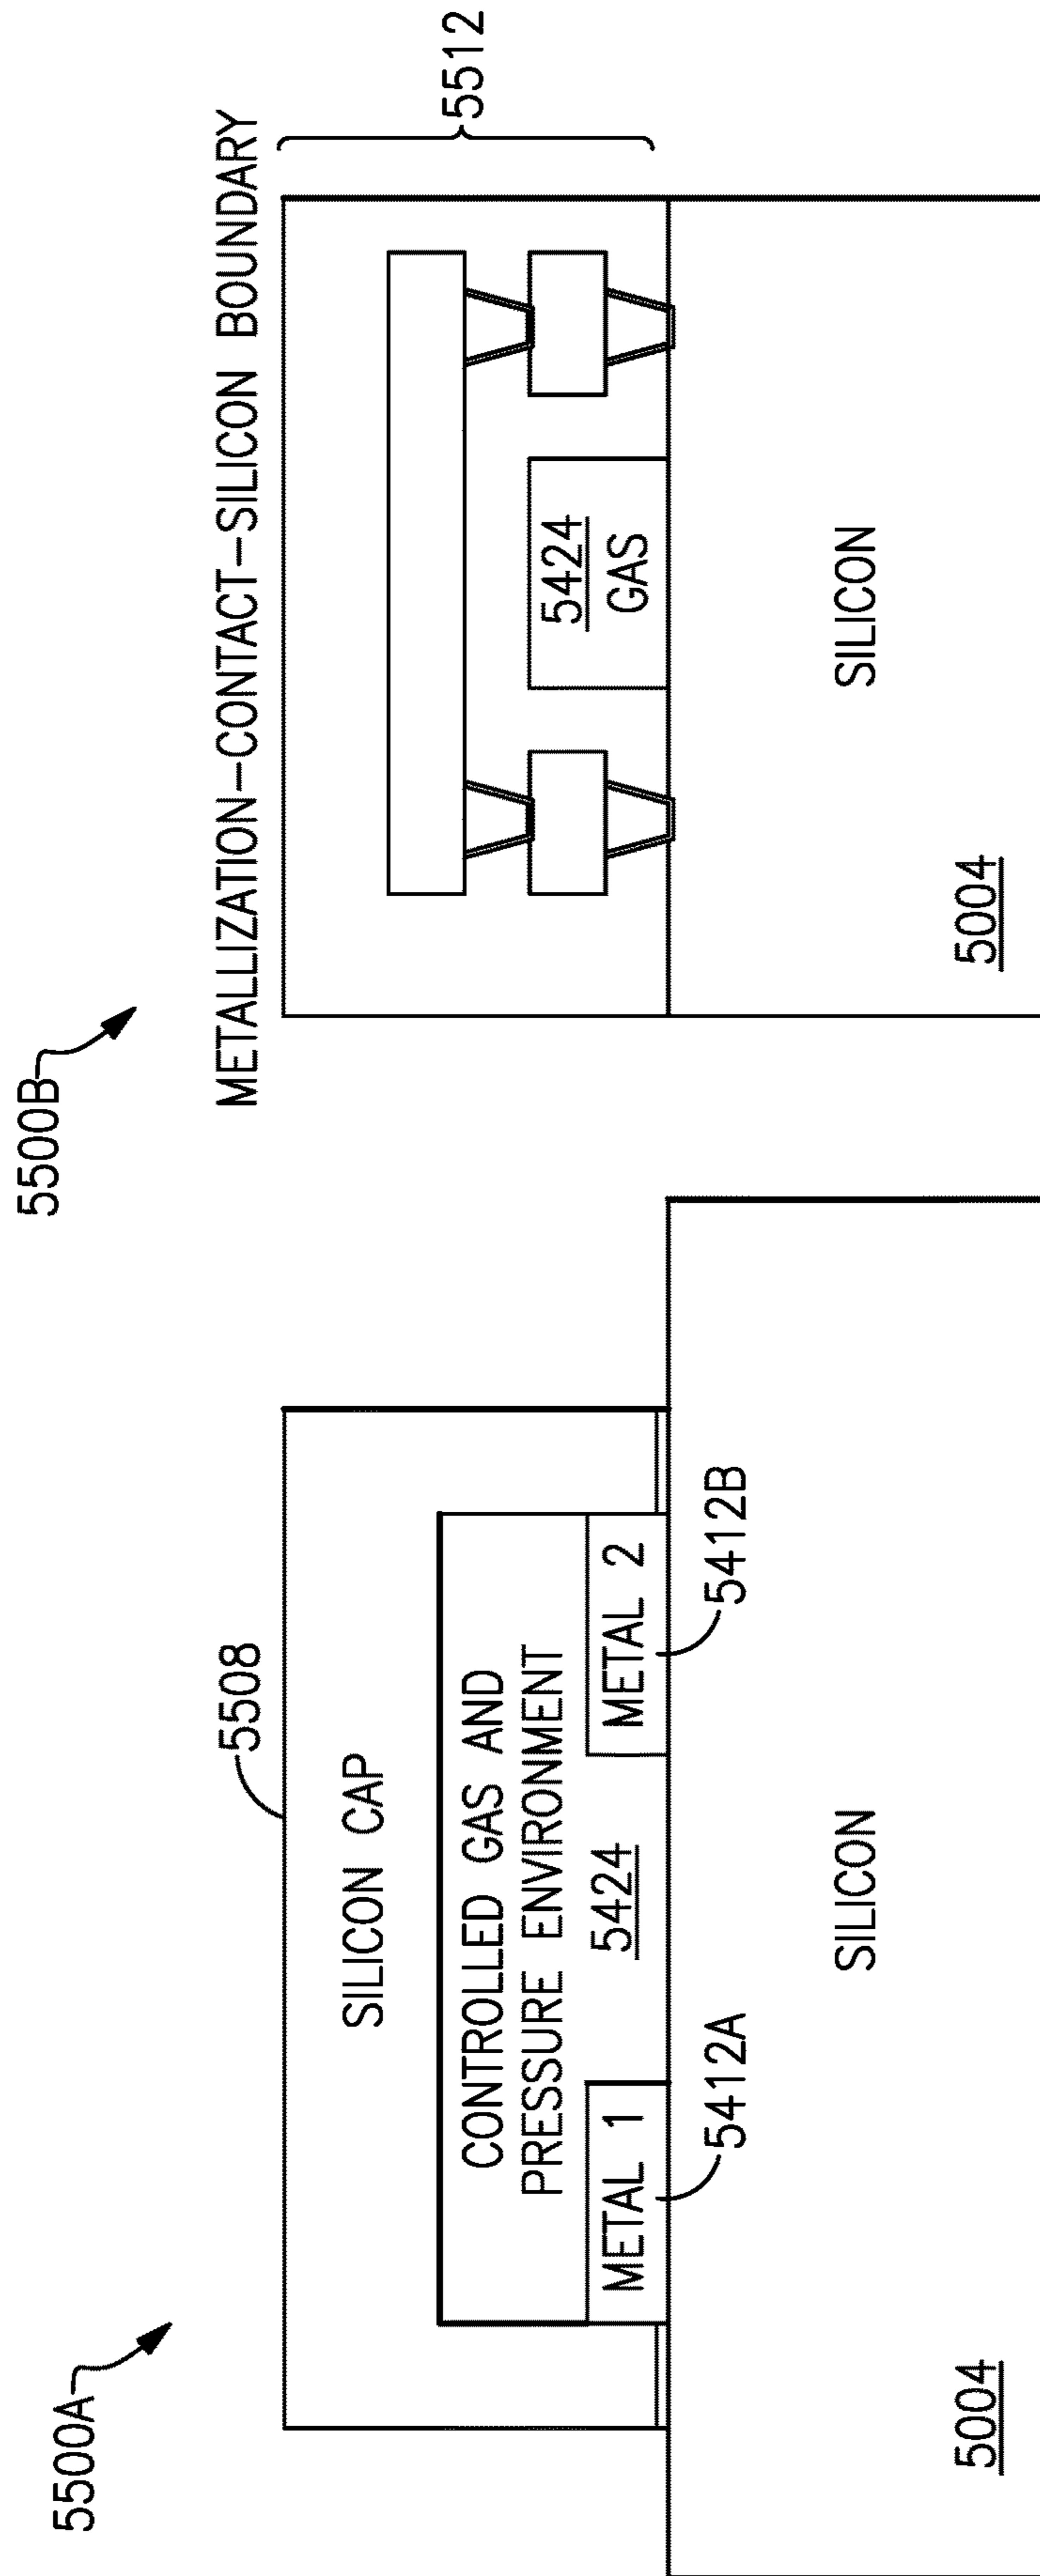 5500A
5508
SILICON CAP
CONTROLLED GAS AND
PRESSURE ENVIRONMENT
5424
METAL 1
METAL 2
5412A
5412B
SILICON
5004
5500B
METALLIZATION-CONTACT-SILICON BOUNDARY
5512
5424
GAS
SILICON
5004